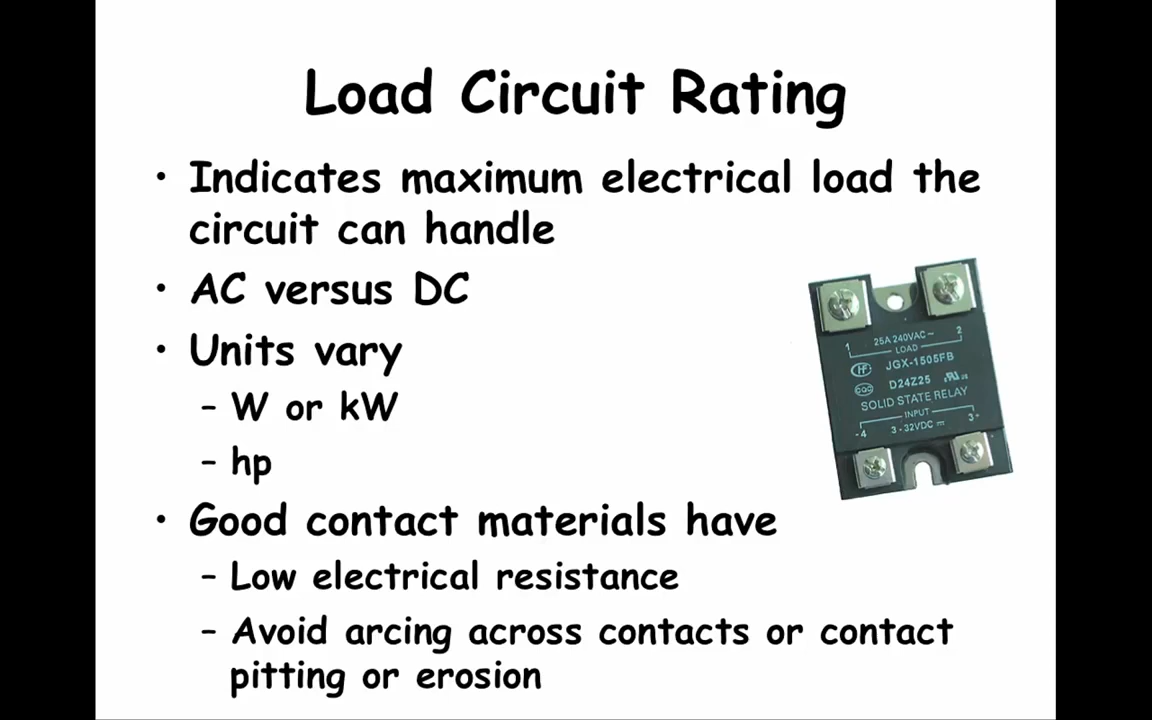 Load Circuit Rating
• Indicates maximum electrical load the
circuit can handle
• AC versus DC
• Units vary
– W or kW
– hp
• Good contact materials have
– Low electrical resistance
– Avoid arcing across contacts or contact
pitting or erosion
25A 240VAC~
1 LOAD 2
HF JGX-1505FB
CQC D24Z25
SOLID STATE RELAY
INPUT
-4 3-32VDC 3+